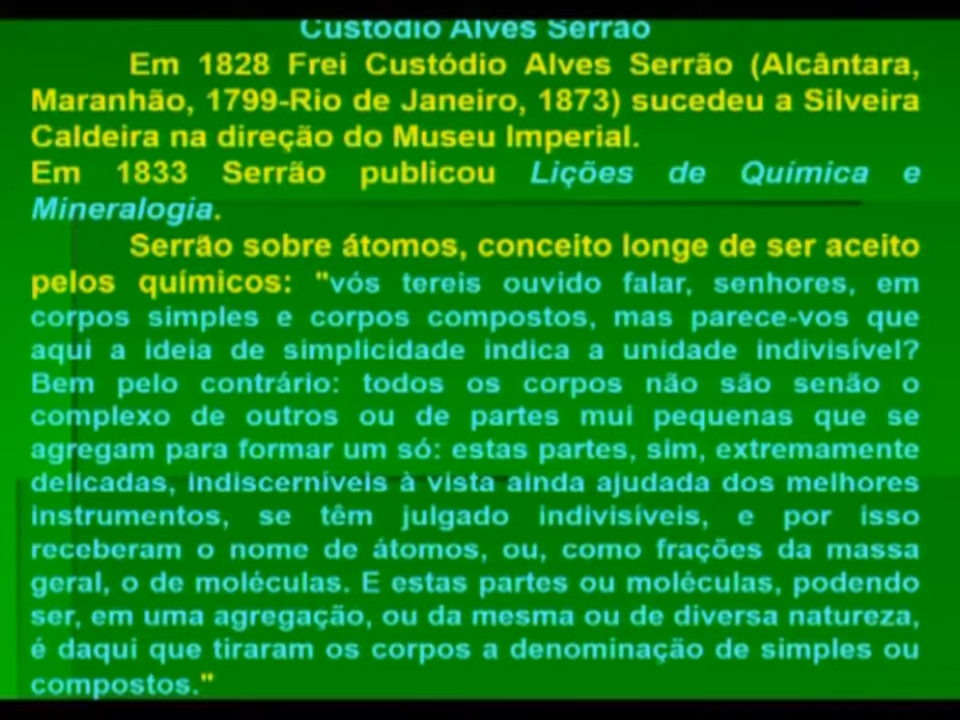 Custódio Alves Serrão
Em 1828 Frei Custódio Alves Serrão (Alcântara,
Maranhão, 1799-Rio de Janeiro, 1873) sucedeu a Silveira
Caldeira na direção do Museu Imperial.
Em 1833 Serrão publicou Lições de Química e
Mineralogia.
Serrão sobre átomos, conceito longe de ser aceito
pelos químicos: "vós tereis ouvido falar, senhores, em
corpos simples e corpos compostos, mas parece-vos que
aqui a ideia de simplicidade indica a unidade indivisível?
Bem pelo contrário: todos os corpos não são senão o
complexo de outros ou de partes mui pequenas que se
agregam para formar um só: estas partes, sim, extremamente
delicadas, indiscerníveis à vista ainda ajudada dos melhores
instrumentos, se têm julgado indivisíveis, e por isso
receberam o nome de átomos, ou, como frações da massa
geral, o de moléculas. E estas partes ou moléculas, podendo
ser, em uma agregação, ou da mesma ou de diversa natureza,
é daqui que tiraram os corpos a denominação de simples ou
compostos."